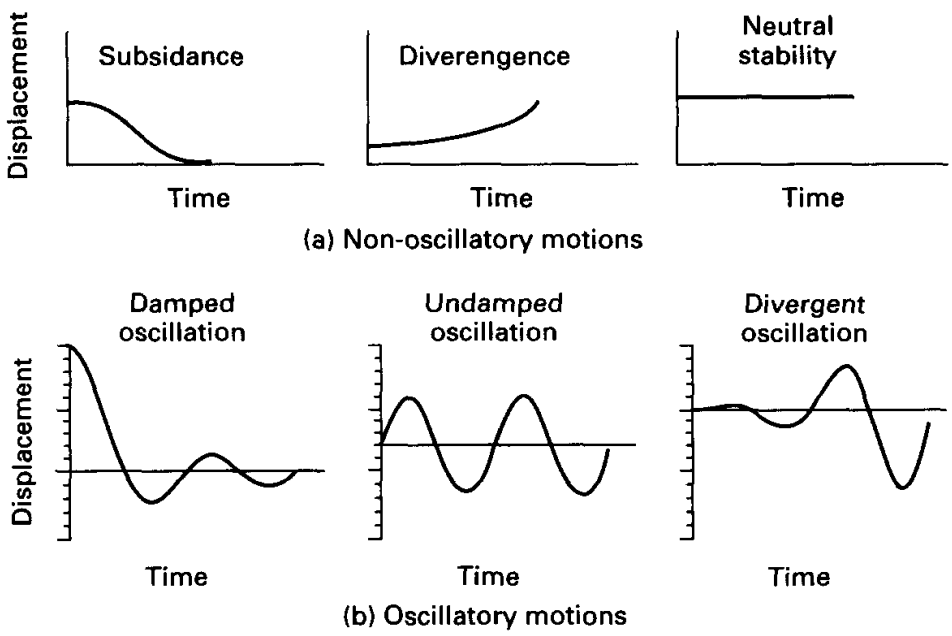 Displacement
Subsidance
Time
Diverengence
Time
Neutral
stability
Time
(a) Non-oscillatory motions
Displacement
Damped
oscillation
Time
Undamped
oscillation
Time
Divergent
oscillation
Time
(b) Oscillatory motions